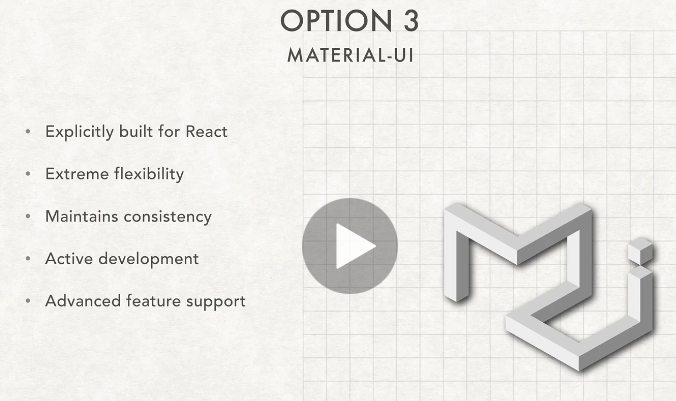 OPTION 3
MATERIAL-UI
• Explicitly built for React
• Extreme flexibility
• Maintains consistency
• Active development
• Advanced feature support